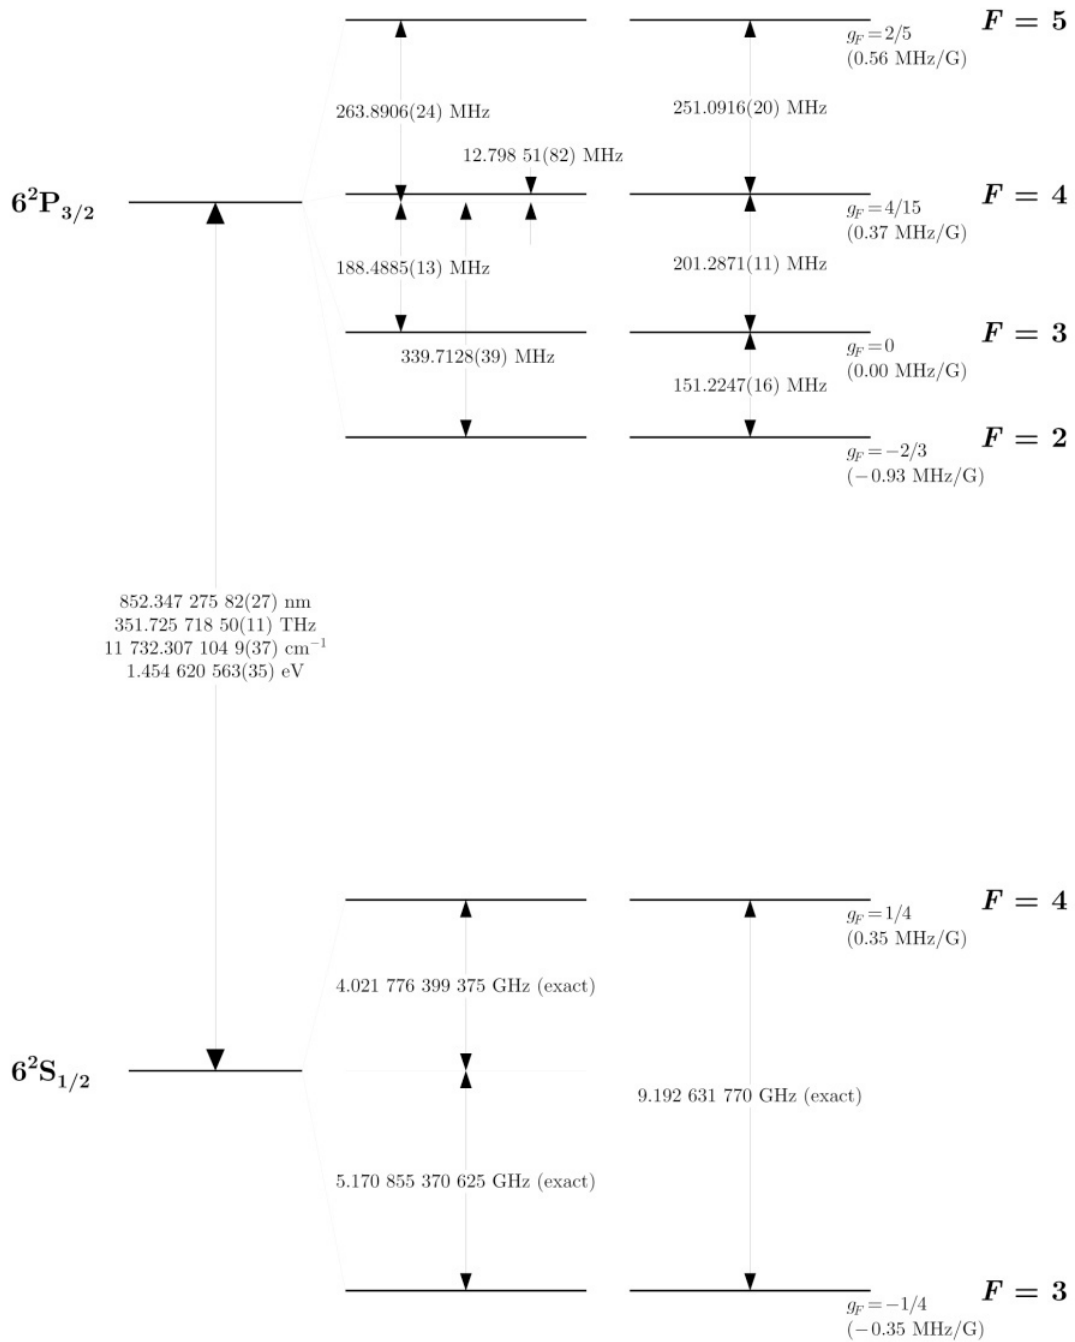 F = 5
g_F = 2/5
(0.56 MHz/G)
263.8906(24) MHz
251.0916(20) MHz
12.798 51(82) MHz
6²P₃/₂
F = 4
g_F = 4/15
(0.37 MHz/G)
188.4885(13) MHz
201.2871(11) MHz
F = 3
g_F = 0
(0.00 MHz/G)
339.7128(39) MHz
151.2247(16) MHz
F = 2
g_F = −2/3
(−0.93 MHz/G)
852.347 275 82(27) nm
351.725 718 50(11) THz
11 732.307 104 9(37) cm⁻¹
1.454 620 563(35) eV
F = 4
g_F = 1/4
(0.35 MHz/G)
4.021 776 399 375 GHz (exact)
6²S₁/₂
9.192 631 770 GHz (exact)
5.170 855 370 625 GHz (exact)
F = 3
g_F = −1/4
(−0.35 MHz/G)